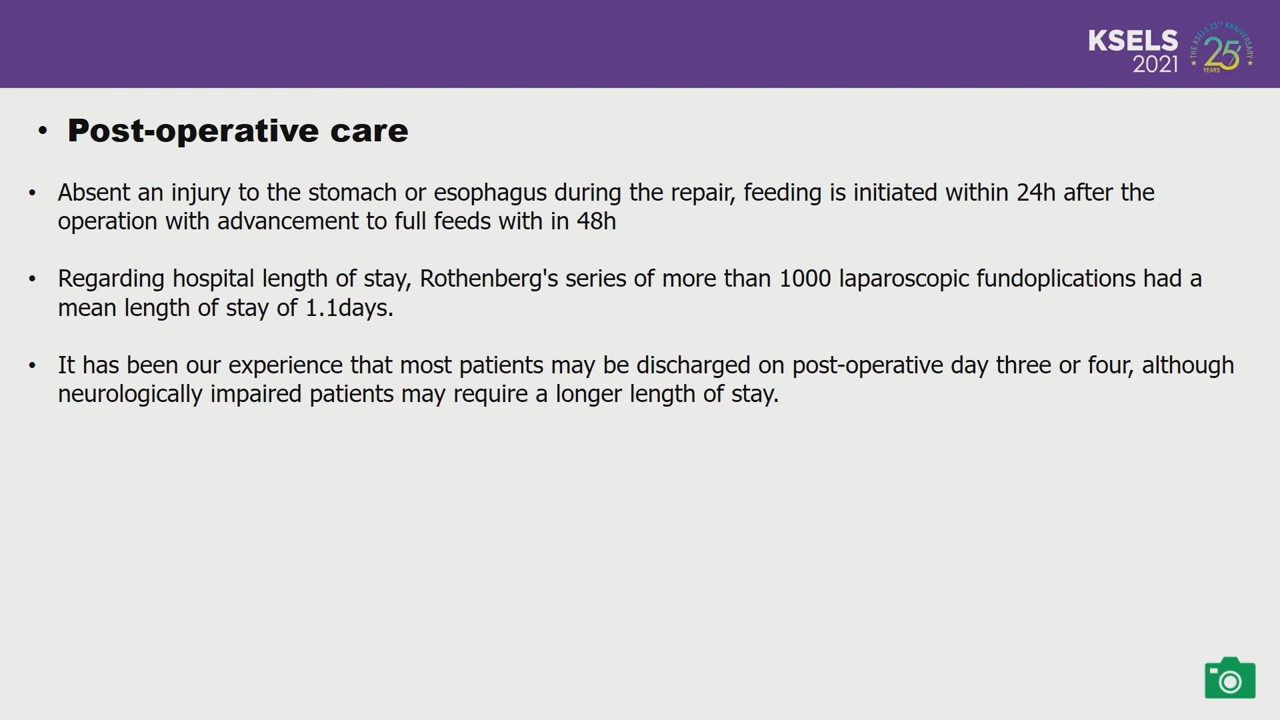 KSELS
2021
THE KSELS 25TH ANNIVERSARY
25
YEARS
• Post-operative care
• Absent an injury to the stomach or esophagus during the repair, feeding is initiated within 24h after the
operation with advancement to full feeds with in 48h
• Regarding hospital length of stay, Rothenberg's series of more than 1000 laparoscopic fundoplications had a
mean length of stay of 1.1days.
• It has been our experience that most patients may be discharged on post-operative day three or four, although
neurologically impaired patients may require a longer length of stay.